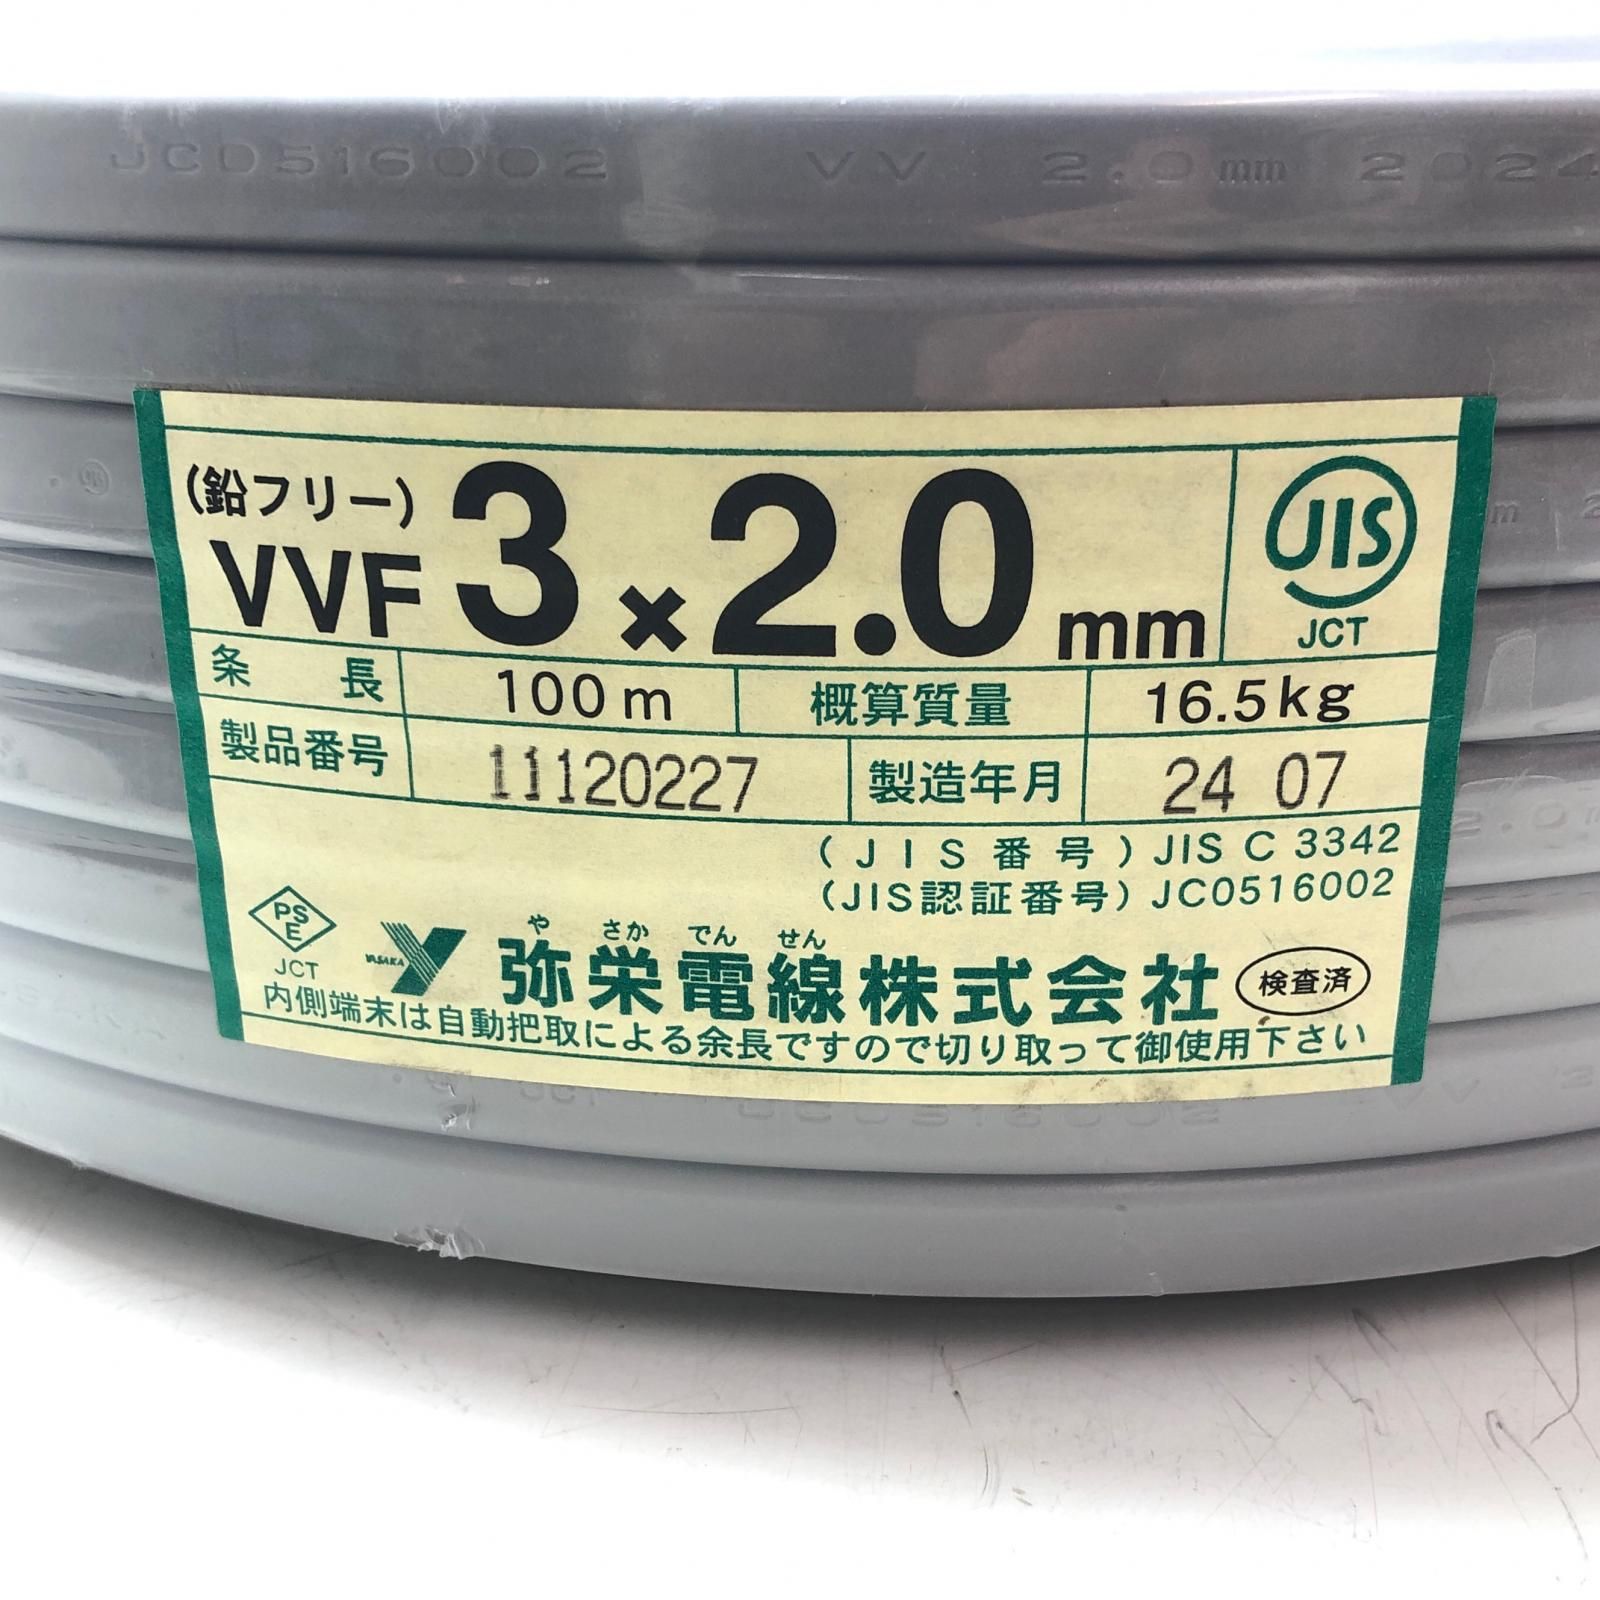 JC0516002 VV 2.0mm 2024
(鉛フリー)
VVF 3×2.0mm
JIS
JCT
条長 100m 概算質量 16.5kg
製品番号 11120227 製造年月 24 07
(JIS番号) JIS C 3342
(JIS認証番号) JC0516002
PSE
JCT
YASAKA
や さか でん せん
弥栄電線株式会社 検査済
内側端末は自動把取による余長ですので切り取って御使用下さい
JCT JC0516002 VV